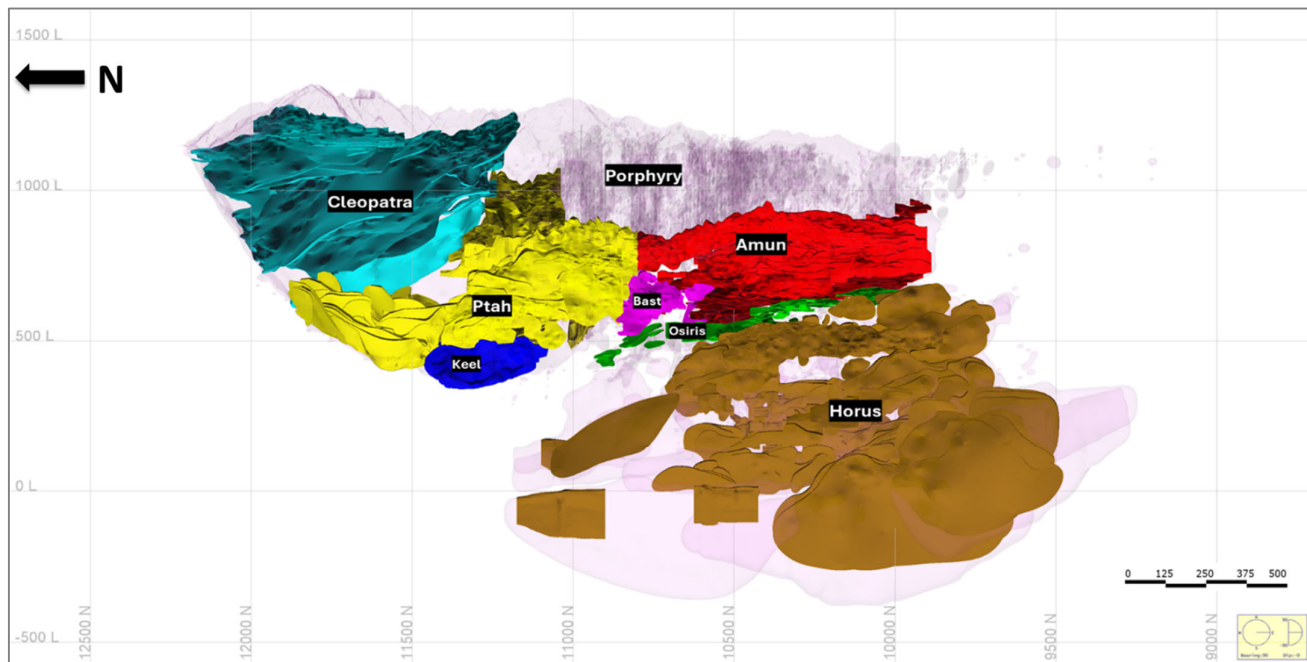 1500 L
N
1000 L
Porphyry
Cleopatra
Amun
Ptah
Bast
Osiris
500 L
Keel
Horus
0 L
0 125 250 375 500
-500 L
12500 N
12000 N
11500 N
11000 N
10500 N
10000 N
9500 N
9000 N